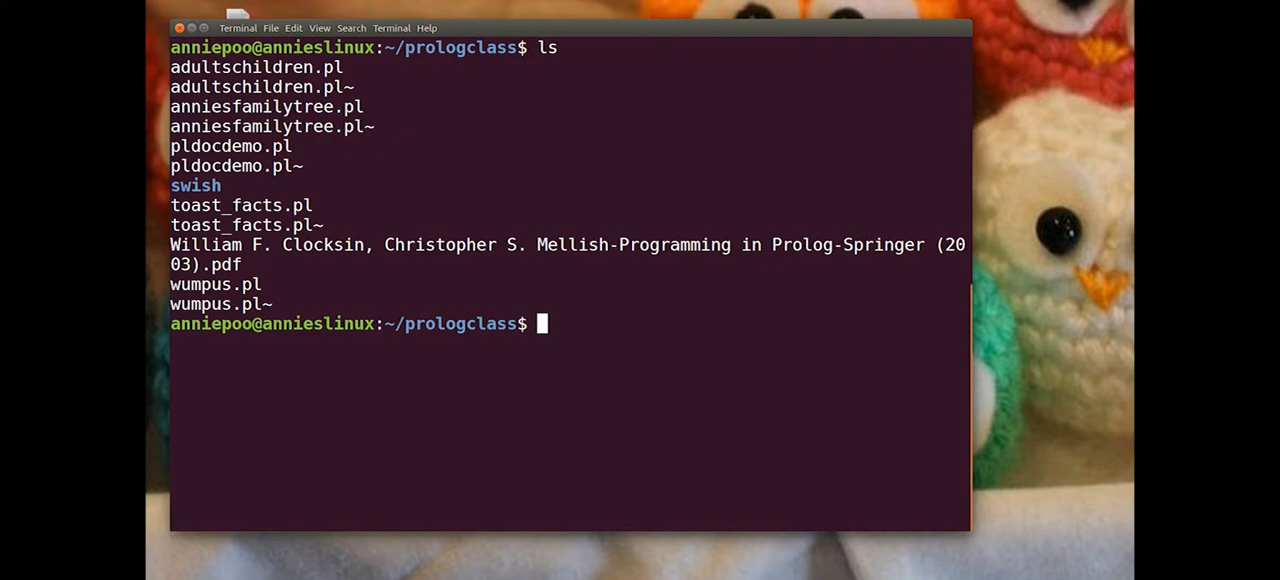 Terminal File Edit View Search Terminal Help
anniepoo@annieslinux:~/prologclass$ ls
adultschildren.pl
adultschildren.pl~
anniesfamilytree.pl
anniesfamilytree.pl~
pldocdemo.pl
pldocdemo.pl~
swish
toast_facts.pl
toast_facts.pl~
William F. Clocksin, Christopher S. Mellish-Programming in Prolog-Springer (20
03).pdf
wumpus.pl
wumpus.pl~
anniepoo@annieslinux:~/prologclass$